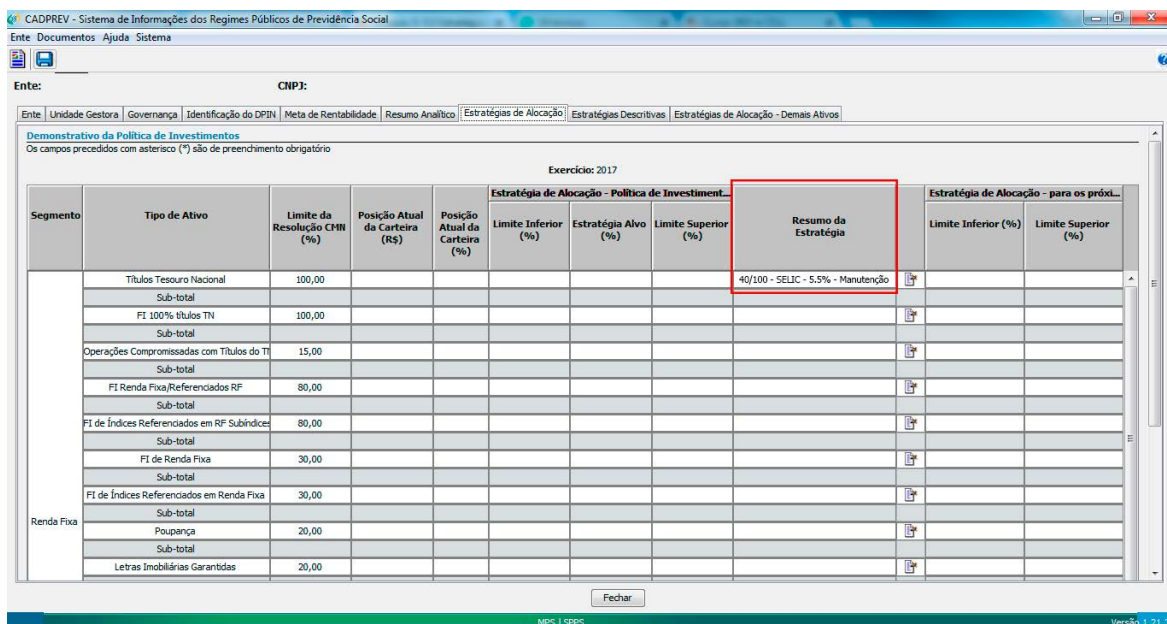 CADPREV - Sistema de Informações dos Regimes Públicos de Previdência Social
Ente Documentos Ajuda Sistema
Ente: CNPJ:
Ente Unidade Gestora Governança Identificação do DPIN Meta de Rentabilidade Resumo Analítico Estratégias de Alocação Estratégias Descritivas Estratégias de Alocação - Demais Ativos
Demonstrativo da Política de Investimentos
Os campos precedidos com asterisco (*) são de preenchimento obrigatório
Exercício: 2017
Estratégia de Alocação - Política de Investiment... Estratégia de Alocação - para os próxi...
Segmento Tipo de Ativo Limite da Resolução CMN (%) Posição Atual da Carteira (R$) Posição Atual da Carteira (%) Limite Inferior (%) Estratégia Alvo (%) Limite Superior (%) Resumo da Estratégia Limite Inferior (%) Limite Superior (%)
Títulos Tesouro Nacional 100,00 40/100 - SELIC - 5.5% - Manutenção
Sub-total
FI 100% títulos TN 100,00
Sub-total
Operações Compromissadas com Títulos do TN 15,00
Sub-total
FI Renda Fixa/Referenciados RF 80,00
Sub-total
FI de Índices Referenciados em RF Subíndices 80,00
Sub-total
FI de Renda Fixa 30,00
Sub-total
FI de Índices Referenciados em Renda Fixa 30,00
Sub-total
Renda Fixa
Poupança 20,00
Sub-total
Letras Imobiliárias Garantidas 20,00
Fechar
MPS | SPPS Versão 1.21